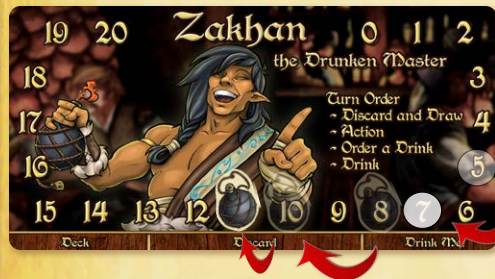 19 20 Zakhan 0 1 2
the Drunken Master
18 3
Turn Order
~ Discard and Draw
17 4
~ Action
~ Order a Drink
16 5
~ Drink
15 14 13 12 10 9 8 7 6
Deck Discard Drink Me!